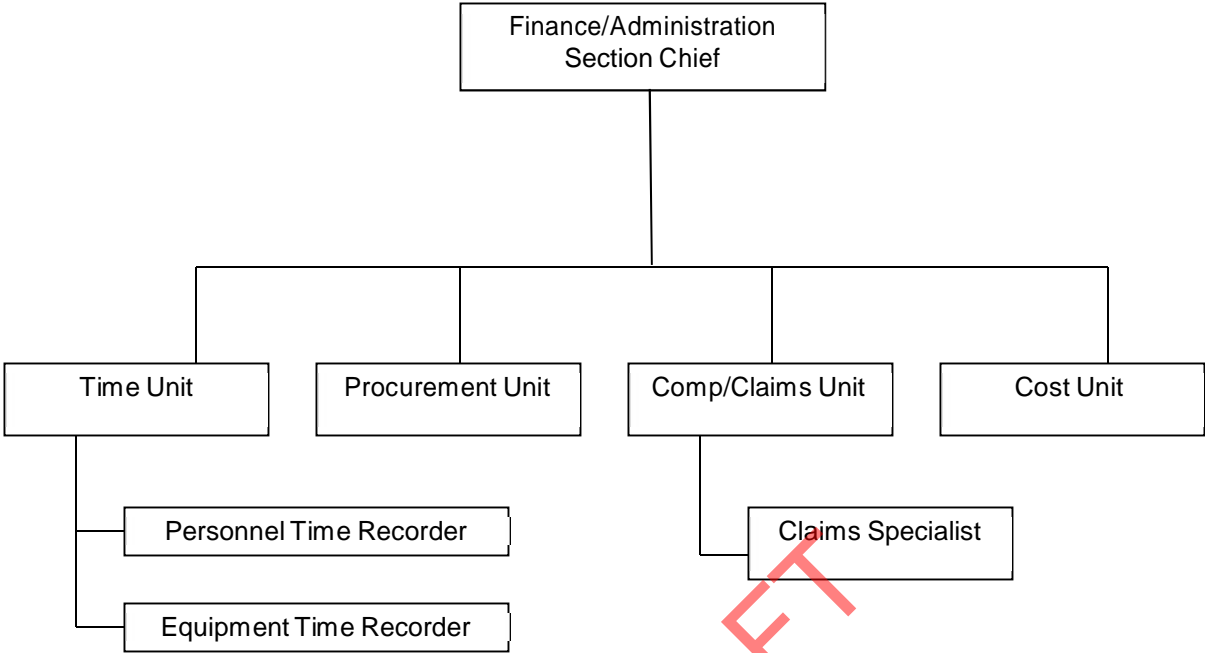 Finance/Administration
Section Chief
Time Unit
Procurement Unit
Comp/Claims Unit
Cost Unit
Personnel Time Recorder
Claims Specialist
Equipment Time Recorder
FT